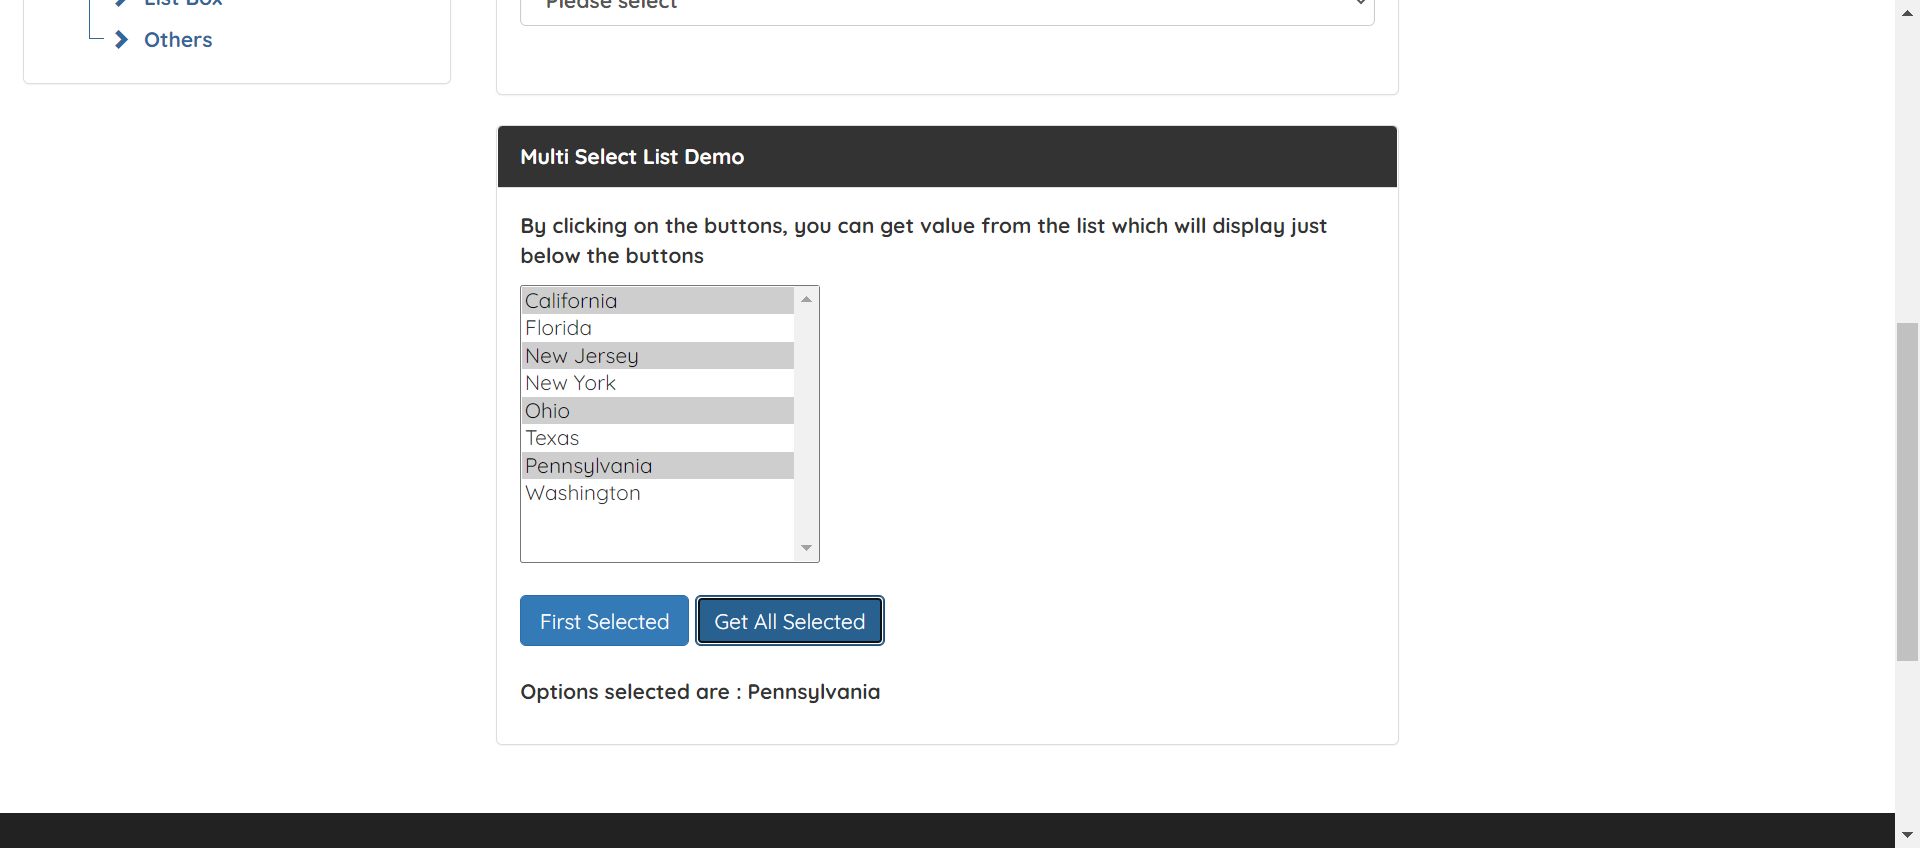 List Box
Others
Please select
Multi Select List Demo
By clicking on the buttons, you can get value from the list which will display just
below the buttons
California
Florida
New Jersey
New York
Ohio
Texas
Pennsylvania
Washington
First Selected
Get All Selected
Options selected are : Pennsylvania